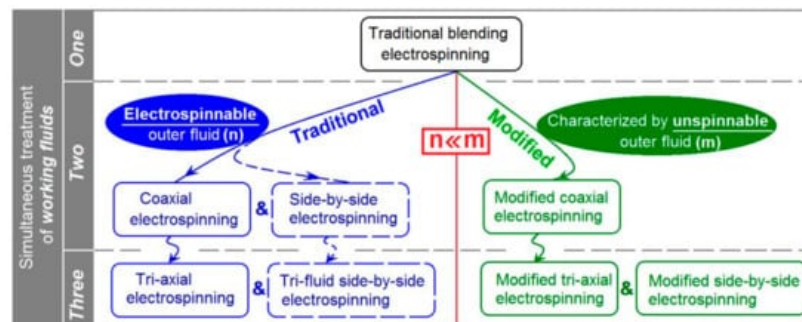 Simultaneous treatment
of working fluids
One
Two
Three
Traditional blending
electrospinning
Electrospinnable
outer fluid (n)
Traditional
n≪m
Modified
Characterized by unspinnable
outer fluid (m)
Coaxial
electrospinning
&
Side-by-side
electrospinning
Modified coaxial
electrospinning
Tri-axial
electrospinning
&
Tri-fluid side-by-side
electrospinning
Modified tri-axial
electrospinning
&
Modified side-by-side
electrospinning